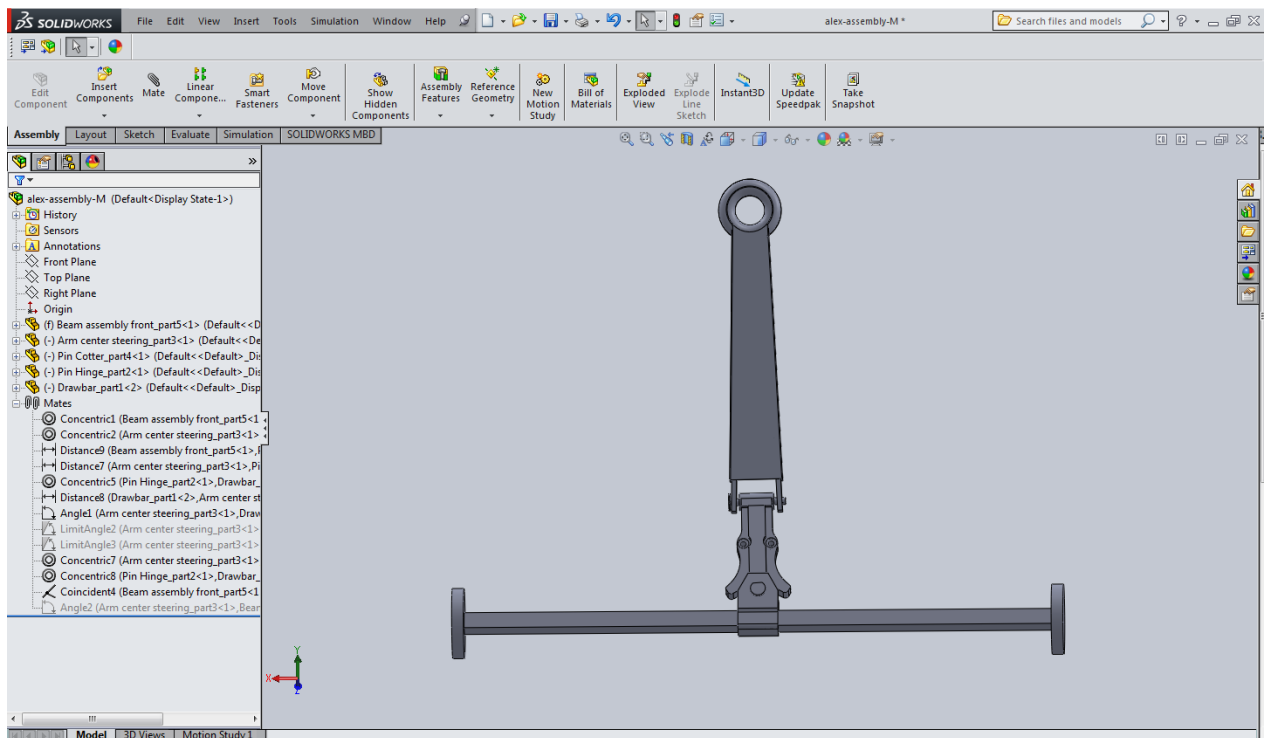 SOLIDWORKS File Edit View Insert Tools Simulation Window Help alex-assembly-M * Search files and models ?
Edit Component
Insert Components
Mate
Linear Compone...
Smart Fasteners
Move Component
Show Hidden Components
Assembly Features
Reference Geometry
New Motion Study
Bill of Materials
Exploded View
Explode Line Sketch
Instant3D
Update Speedpak
Take Snapshot
Assembly Layout Sketch Evaluate Simulation SOLIDWORKS MBD
»
alex-assembly-M (Default<Display State-1>)
History
Sensors
A Annotations
Front Plane
Top Plane
Right Plane
Origin
(f) Beam assembly front_part5<1> (Default<<D
(-) Arm center steering_part3<1> (Default<<De
(-) Pin Cotter_part4<1> (Default<<Default>_Dis
(-) Pin Hinge_part2<1> (Default<<Default>_Dis
(-) Drawbar_part1<2> (Default<<Default>_Disp
Mates
Concentric1 (Beam assembly front_part5<1
Concentric2 (Arm center steering_part3<1>
Distance9 (Beam assembly front_part5<1>,
Distance7 (Arm center steering_part3<1>,Pi
Concentric5 (Pin Hinge_part2<1>,Drawbar_
Distance8 (Drawbar_part1<2>,Arm center st
Angle1 (Arm center steering_part3<1>,Draw
LimitAngle2 (Arm center steering_part3<1>
LimitAngle3 (Arm center steering_part3<1>
Concentric7 (Arm center steering_part3<1>
Concentric8 (Pin Hinge_part2<1>,Drawbar_
Coincident4 (Beam assembly front_part5<1
Angle2 (Arm center steering_part3<1>,Bear
Y
X
Z
Model 3D Views Motion Study 1